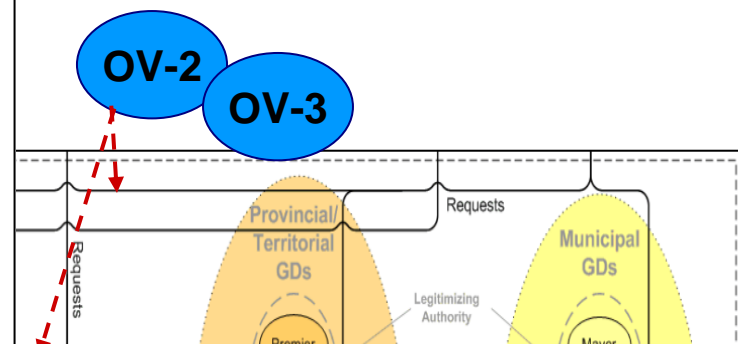 OV-2
OV-3
Requests
Provincial/
Territorial
GDs
Municipal
GDs
Requests
Legitimizing
Authority
Premier
Mayor